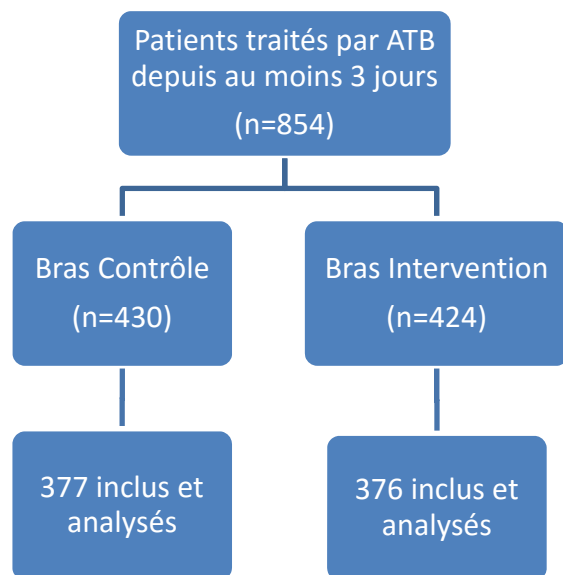 Patients traités par ATB
depuis au moins 3 jours
(n=854)
Bras Contrôle
(n=430)
Bras Intervention
(n=424)
377 inclus et
analysés
376 inclus et
analysés